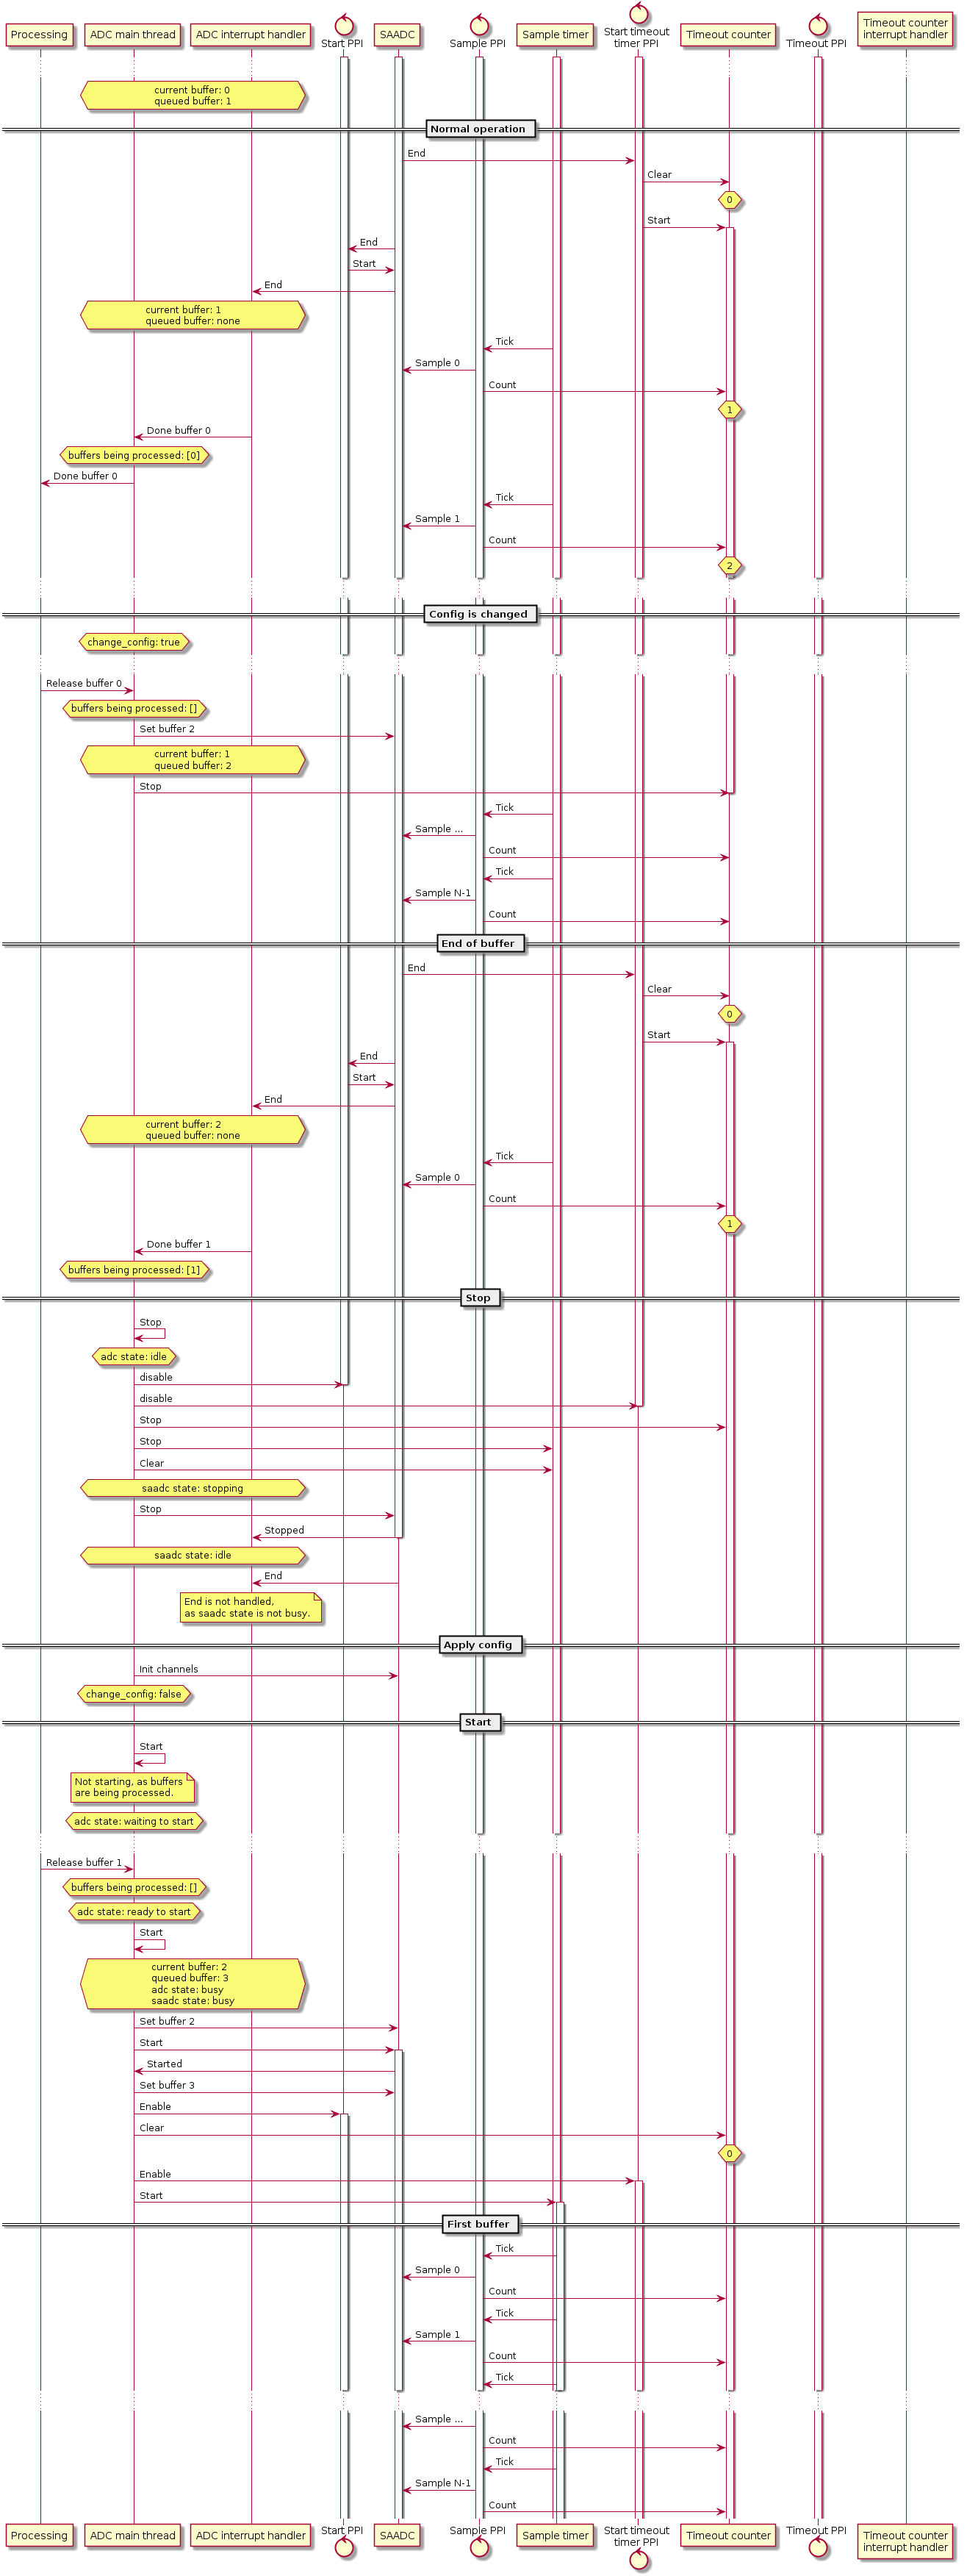 Processing
ADC main thread
ADC interrupt handler
Start PPI
SAADC
Sample PPI
Sample timer
Start timeout
timer PPI
Timeout counter
Timeout PPI
Timeout counter
interrupt handler
current buffer: 0
queued buffer: 1
Normal operation
End
Clear
0
Start
End
Start
End
current buffer: 1
queued buffer: none
Tick
Sample 0
Count
1
Done buffer 0
buffers being processed: [0]
Done buffer 0
Tick
Sample 1
Count
2
Config is changed
change_config: true
Release buffer 0
buffers being processed: []
Set buffer 2
current buffer: 1
queued buffer: 2
Stop
Tick
Sample ...
Count
Tick
Sample N-1
Count
End of buffer
End
Clear
0
Start
End
Start
End
current buffer: 2
queued buffer: none
Tick
Sample 0
Count
1
Done buffer 1
buffers being processed: [1]
Stop
Stop
adc state: idle
disable
disable
Stop
Stop
Clear
saadc state: stopping
Stop
Stopped
saadc state: idle
End
End is not handled,
as saadc state is not busy.
Apply config
Init channels
change_config: false
Start
Start
Not starting, as buffers
are being processed.
adc state: waiting to start
Release buffer 1
buffers being processed: []
adc state: ready to start
Start
current buffer: 2
queued buffer: 3
adc state: busy
saadc state: busy
Set buffer 2
Start
Started
Set buffer 3
Enable
Clear
0
Enable
Start
First buffer
Tick
Sample 0
Count
Tick
Sample 1
Count
Tick
Sample ...
Count
Tick
Sample N-1
Count
Processing
ADC main thread
ADC interrupt handler
Start PPI
SAADC
Sample PPI
Sample timer
Start timeout
timer PPI
Timeout counter
Timeout PPI
Timeout counter
interrupt handler